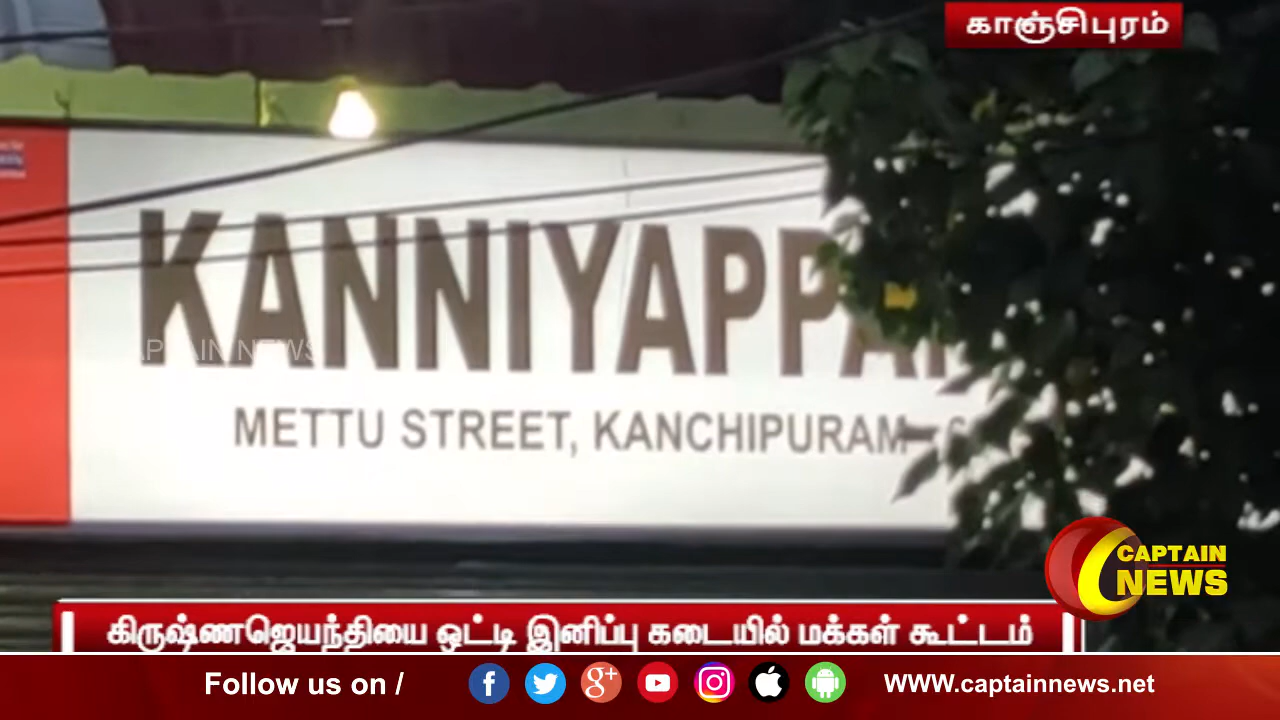 காஞ்சிபுரம்
METTU STREET, KANCHIPURAM
CAPTAIN NEWS
CAPTAIN
NEWS
கிருஷ்ணஜெயந்தியை ஒட்டி இனிப்பு கடையில் மக்கள் கூட்டம்
Follow us on /
WWW.captainnews.net